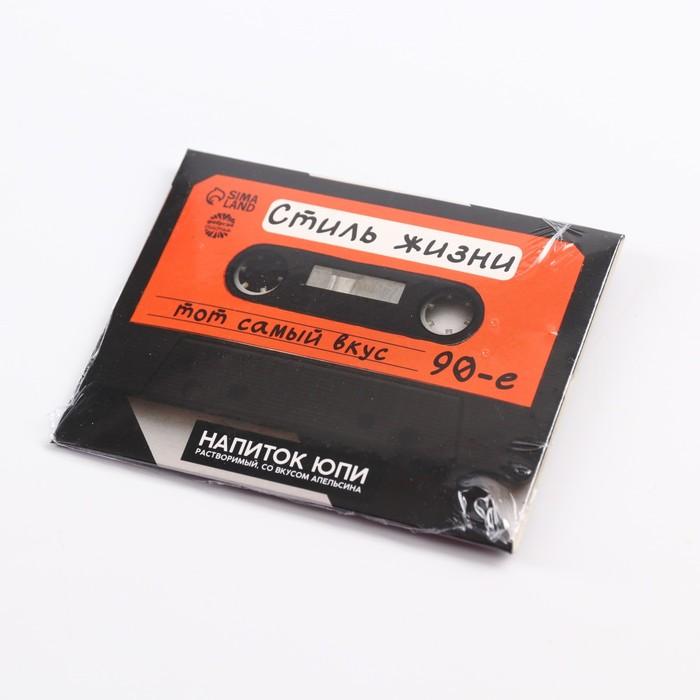 SIMA
LAND
Стиль жизни
тот самый вкус
90-е
НАПИТОК ЮПИ
РАСТВОРИМЫЙ, СО ВКУСОМ АПЕЛЬСИНА